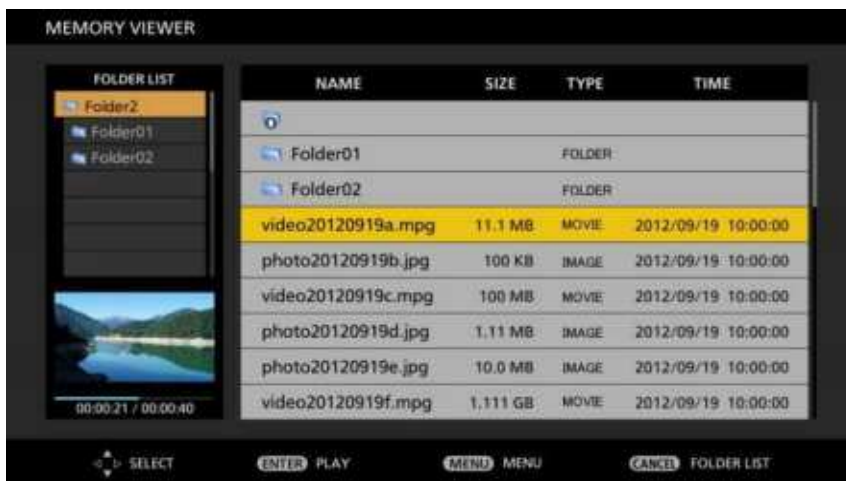 MEMORY VIEWER
FOLDER LIST
Folder2
Folder01
Folder02
00:00:21 / 00:00:40
NAME SIZE TYPE TIME
Folder01 FOLDER
Folder02 FOLDER
video20120919a.mpg 11.1 MB MOVIE 2012/09/19 10:00:00
photo20120919b.jpg 100 KB IMAGE 2012/09/19 10:00:00
video20120919c.mpg 100 MB MOVIE 2012/09/19 10:00:00
photo20120919d.jpg 1.11 MB IMAGE 2012/09/19 10:00:00
photo20120919e.jpg 10.0 MB IMAGE 2012/09/19 10:00:00
video20120919f.mpg 1.111 GB MOVIE 2012/09/19 10:00:00
SELECT ENTER PLAY MENU MENU CANCEL FOLDER LIST